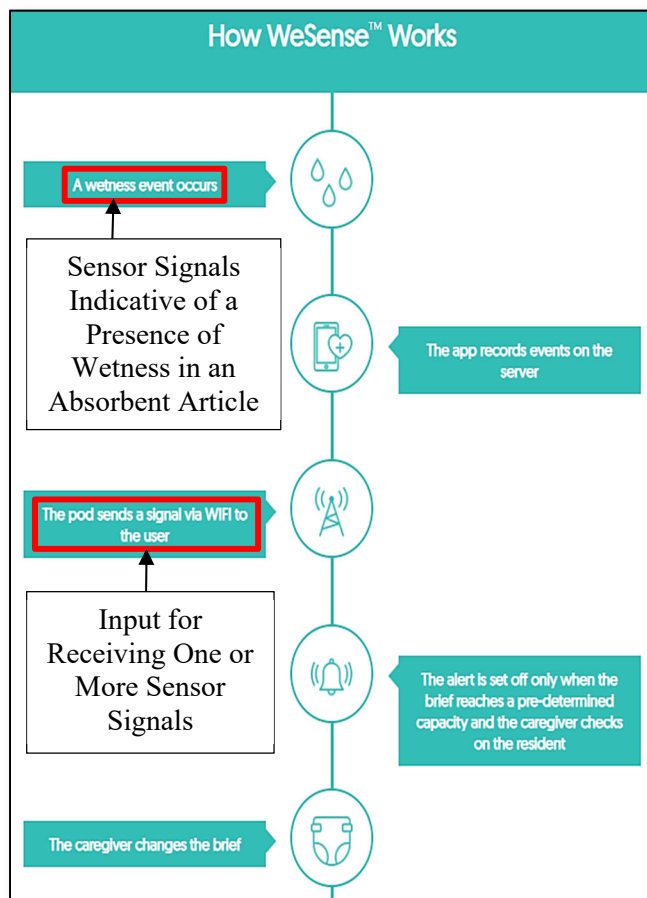 How WeSense™ Works
A wetness event occurs
Sensor Signals
Indicative of a
Presence of
Wetness in an
Absorbent Article
The app records events on the
server
The pod sends a signal via WIFI to
the user
Input for
Receiving One or
More Sensor
Signals
The alert is set off only when the
brief reaches a pre-determined
capacity and the caregiver checks
on the resident
The caregiver changes the brief